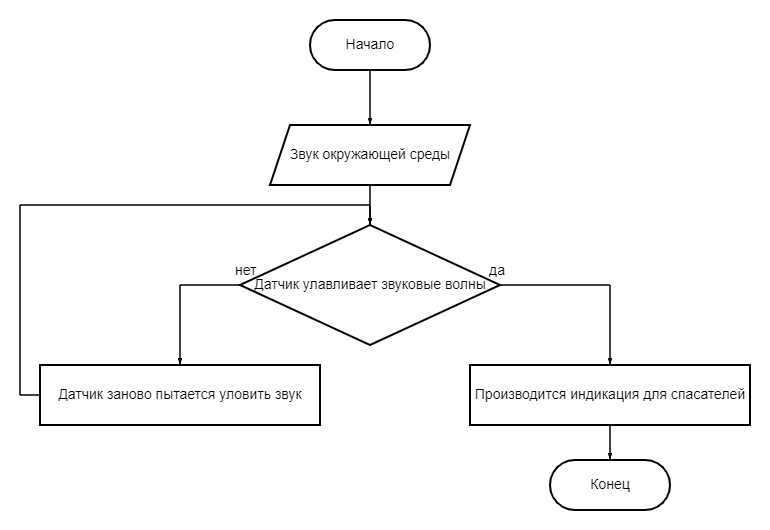 Начало
Звук окружающей среды
нет
да
Датчик улавливает звуковые волны
Датчик заново пытается уловить звук
Производится индикация для спасателей
Конец